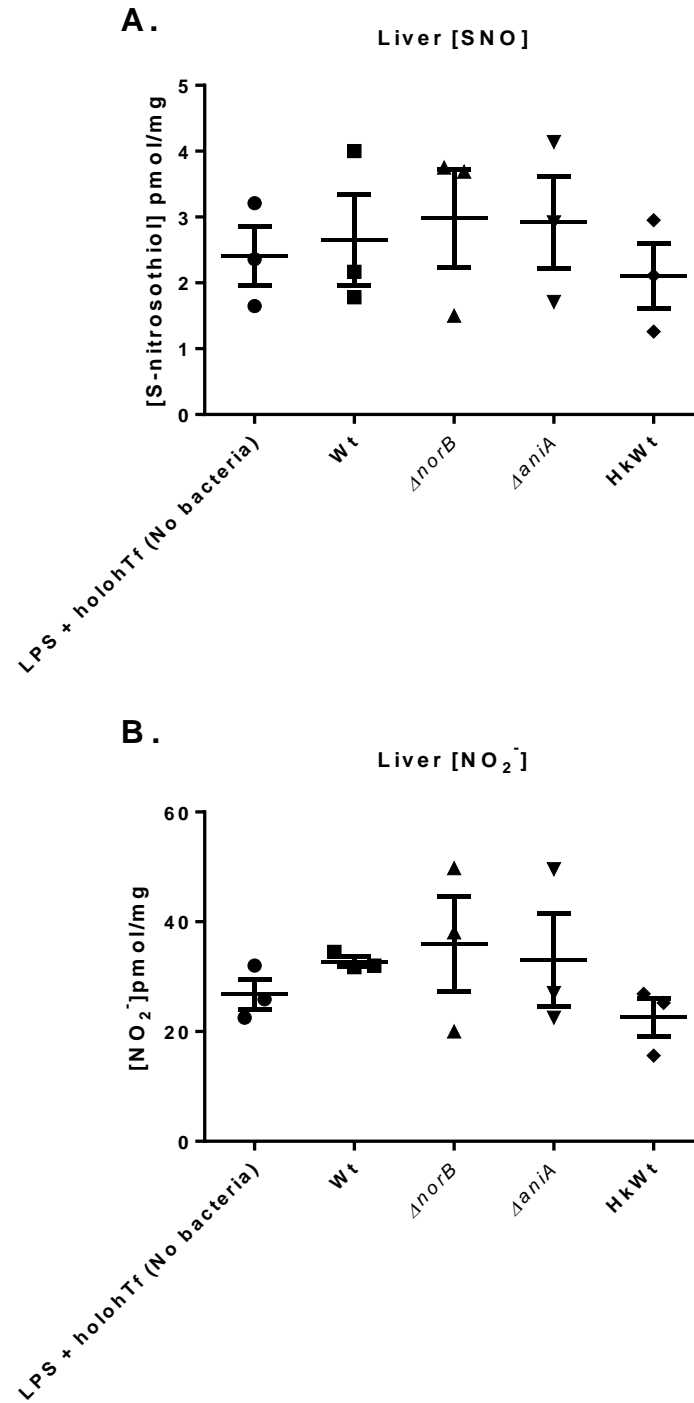 A.
Liver [SNO]
[S-nitrosothiol] pmol/mg
5
4
3
2
1
0
LPS + holohTf (No bacteria)
Wt
ΔnorB
ΔaniA
HkWt
B.
Liver [NO₂⁻]
[NO₂⁻]pmol/mg
60
40
20
0
LPS + holohTf (No bacteria)
Wt
ΔnorB
ΔaniA
HkWt